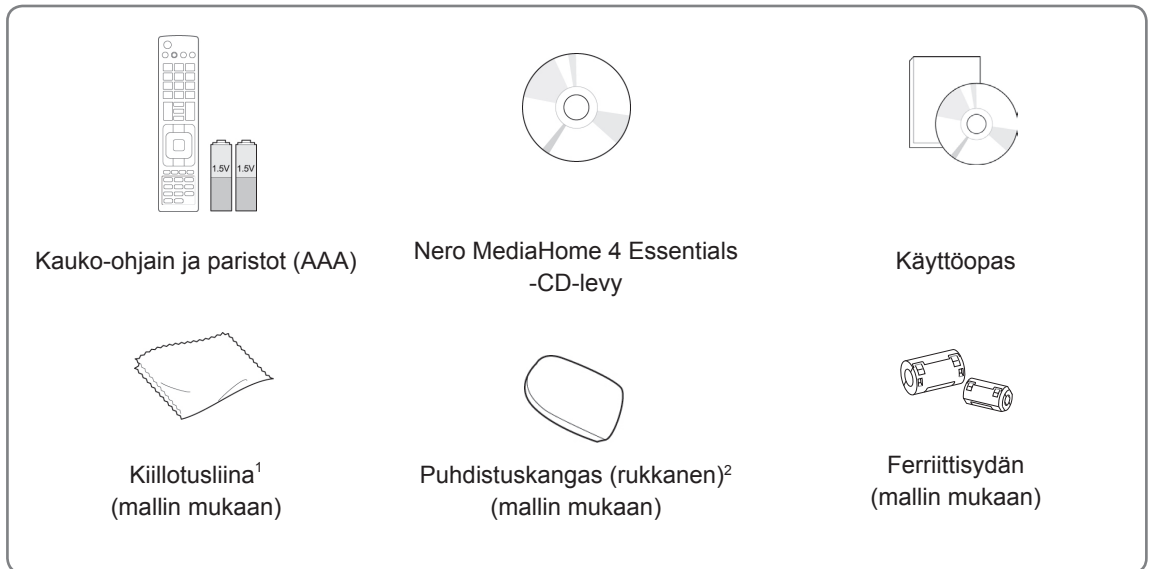 1.5V 1.5V
Kauko-ohjain ja paristot (AAA)
Nero MediaHome 4 Essentials
-CD-levy
Käyttöopas
Kiillotusliina¹
(mallin mukaan)
Puhdistuskangas (rukkanen)²
(mallin mukaan)
Ferriittisydän
(mallin mukaan)